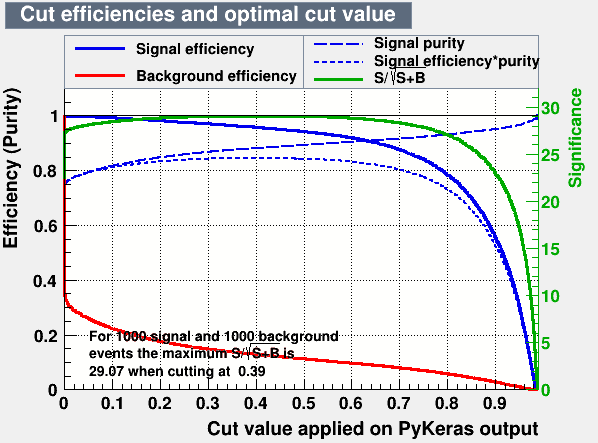 Cut efficiencies and optimal cut value
Signal efficiency
Background efficiency
Signal purity
Signal efficiency*purity
S/√S+B
Efficiency (Purity)
1
0.8
0.6
0.4
0.2
0
Significance
30
25
20
15
10
5
0
For 1000 signal and 1000 background
events the maximum S/√S+B is
29.07 when cutting at 0.39
0 0.1 0.2 0.3 0.4 0.5 0.6 0.7 0.8 0.9
Cut value applied on PyKeras output